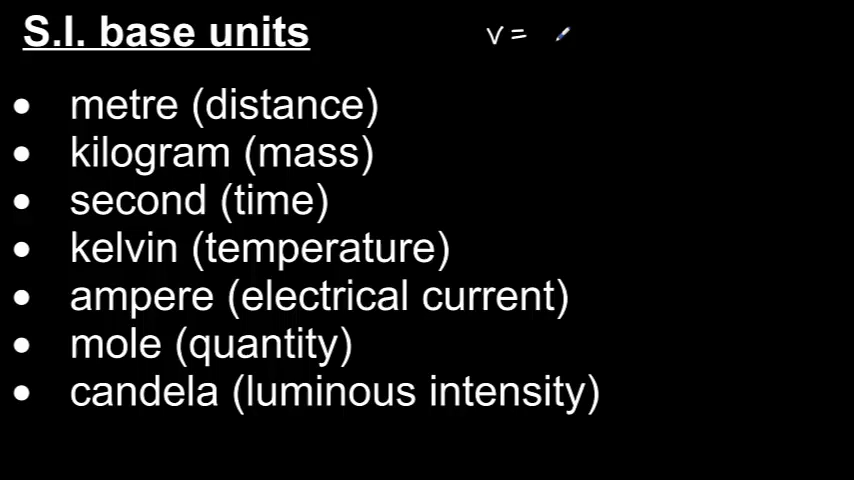 S.I. base units
v =
• metre (distance)
• kilogram (mass)
• second (time)
• kelvin (temperature)
• ampere (electrical current)
• mole (quantity)
• candela (luminous intensity)